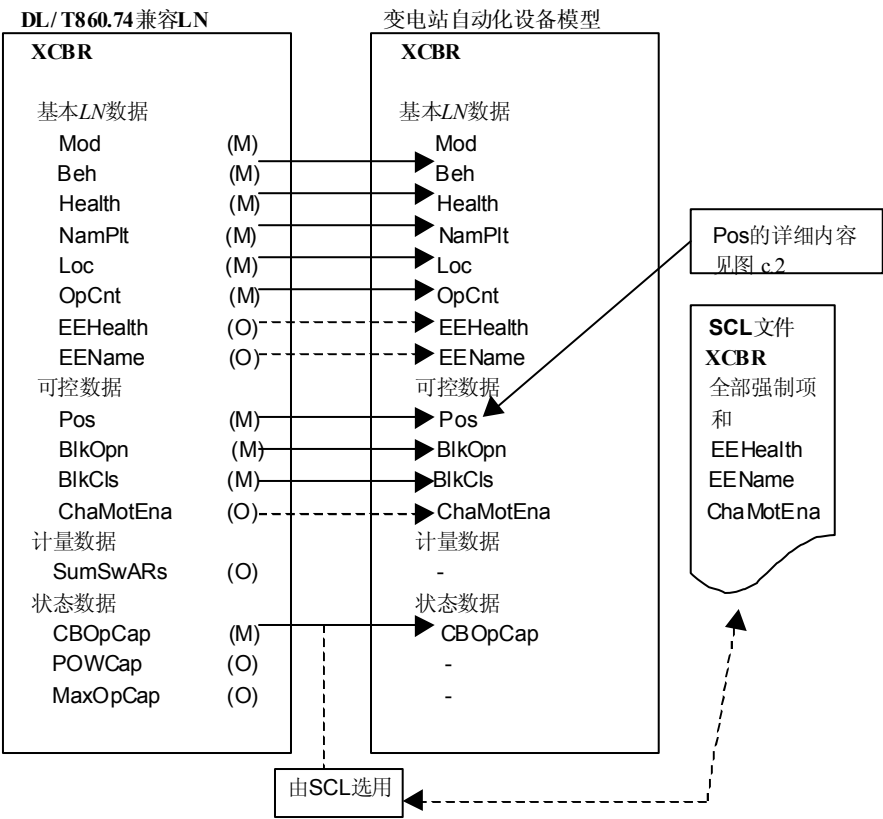 DL/T860.74兼容LN
XCBR
基本LN数据
Mod (M)
Beh (M)
Health (M)
NamPlt (M)
Loc (M)
OpCnt (M)
EEHealth (O)
EEName (O)
可控数据
Pos (M)
BlkOpn (M)
BlkCls (M)
ChaMotEna (O)
计量数据
SumSwARs (O)
状态数据
CBOpCap (M)
POWCap (O)
MaxOpCap (O)
变电站自动化设备模型
XCBR
基本LN数据
Mod
Beh
Health
NamPlt
Loc
OpCnt
EEHealth
EEName
可控数据
Pos
BlkOpn
BlkCls
ChaMotEna
计量数据
-
状态数据
CBOpCap
-
-
Pos的详细内容
见图 c.2
SCL文件
XCBR
全部强制项
和
EEHealth
EEName
ChaMotEna
由SCL选用